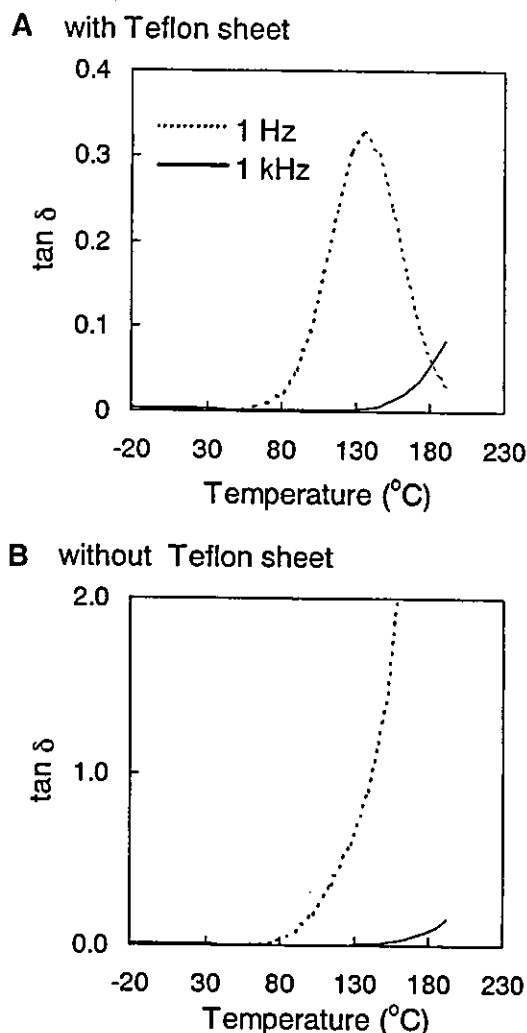 A with Teflon sheet
0.4
0.3
0.2
0.1
0
tan δ
1 Hz
1 kHz
-20 30 80 130 180 230
Temperature (°C)
B without Teflon sheet
2.0
1.0
0.0
tan δ
-20 30 80 130 180 230
Temperature (°C)